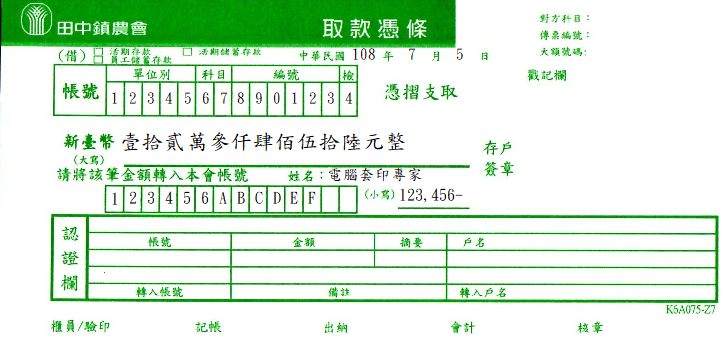 田中鎮農會 取款憑條 對方科目：
傳票編號：
(借) □活期存款 □活期儲蓄存款 中華民國 108 年 7 月 5 日 大額號碼:
□員工儲蓄存款
戳記欄
單位別 科目 編號 檢
帳號 1 2 3 4 5 6 7 8 9 0 1 2 3 4 憑摺支取
新臺幣 壹拾貳萬參仟肆佰伍拾陸元整 存戶
(大寫) 簽章
請將該筆金額轉入本會帳號 姓名：電腦套印專家
1 2 3 4 5 6 A B C D E F (小寫) 123,456-
認證欄
帳號 金額 摘要 戶名
轉入帳號 備註 轉入戶名
K6A075-Z7
櫃員/驗印 記帳 出納 會計 核章